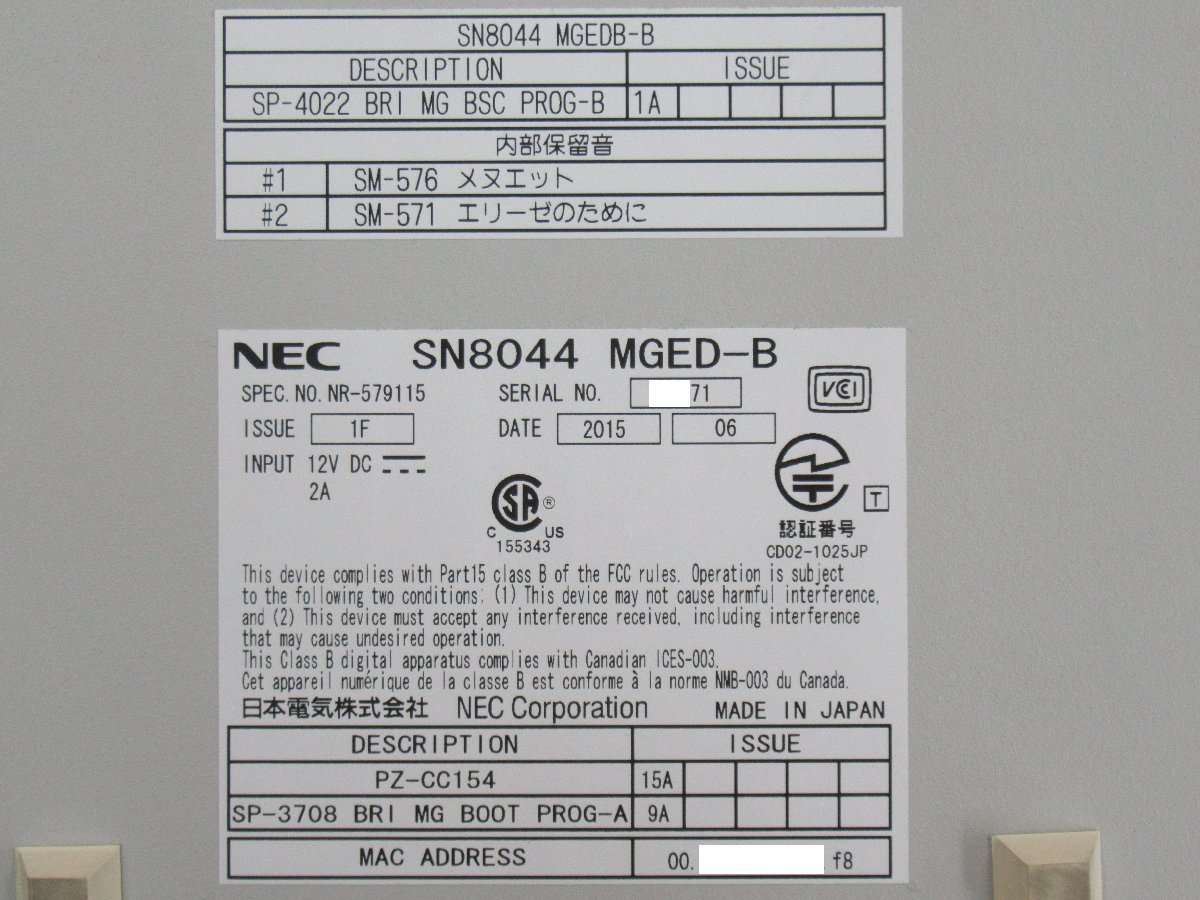 SN8044 MGEDB-B
DESCRIPTION ISSUE
SP-4022 BRI MG BSC PROG-B 1A
内部保留音
#1 SM-576 メヌエット
#2 SM-571 エリーゼのために
NEC SN8044 MGED-B
SPEC. NO. NR-579115 SERIAL NO. 71
VCCI
ISSUE 1F DATE 2015 06
INPUT 12V DC
2A
SA ®
C US
155343
T
認証番号
CD02-1025JP
This device complies with Part15 class B of the FCC rules. Operation is subject
to the following two conditions: (1) This device may not cause harmful interference,
and (2) This device must accept any interference received, including interference
that may cause undesired operation.
This Class B digital apparatus complies with Canadian ICES-003.
Cet appareil numérique de la classe B est conforme à la norme NMB-003 du Canada.
日本電気株式会社 NEC Corporation MADE IN JAPAN
DESCRIPTION ISSUE
PZ-CC154 15A
SP-3708 BRI MG BOOT PROG-A 9A
MAC ADDRESS 00. f8